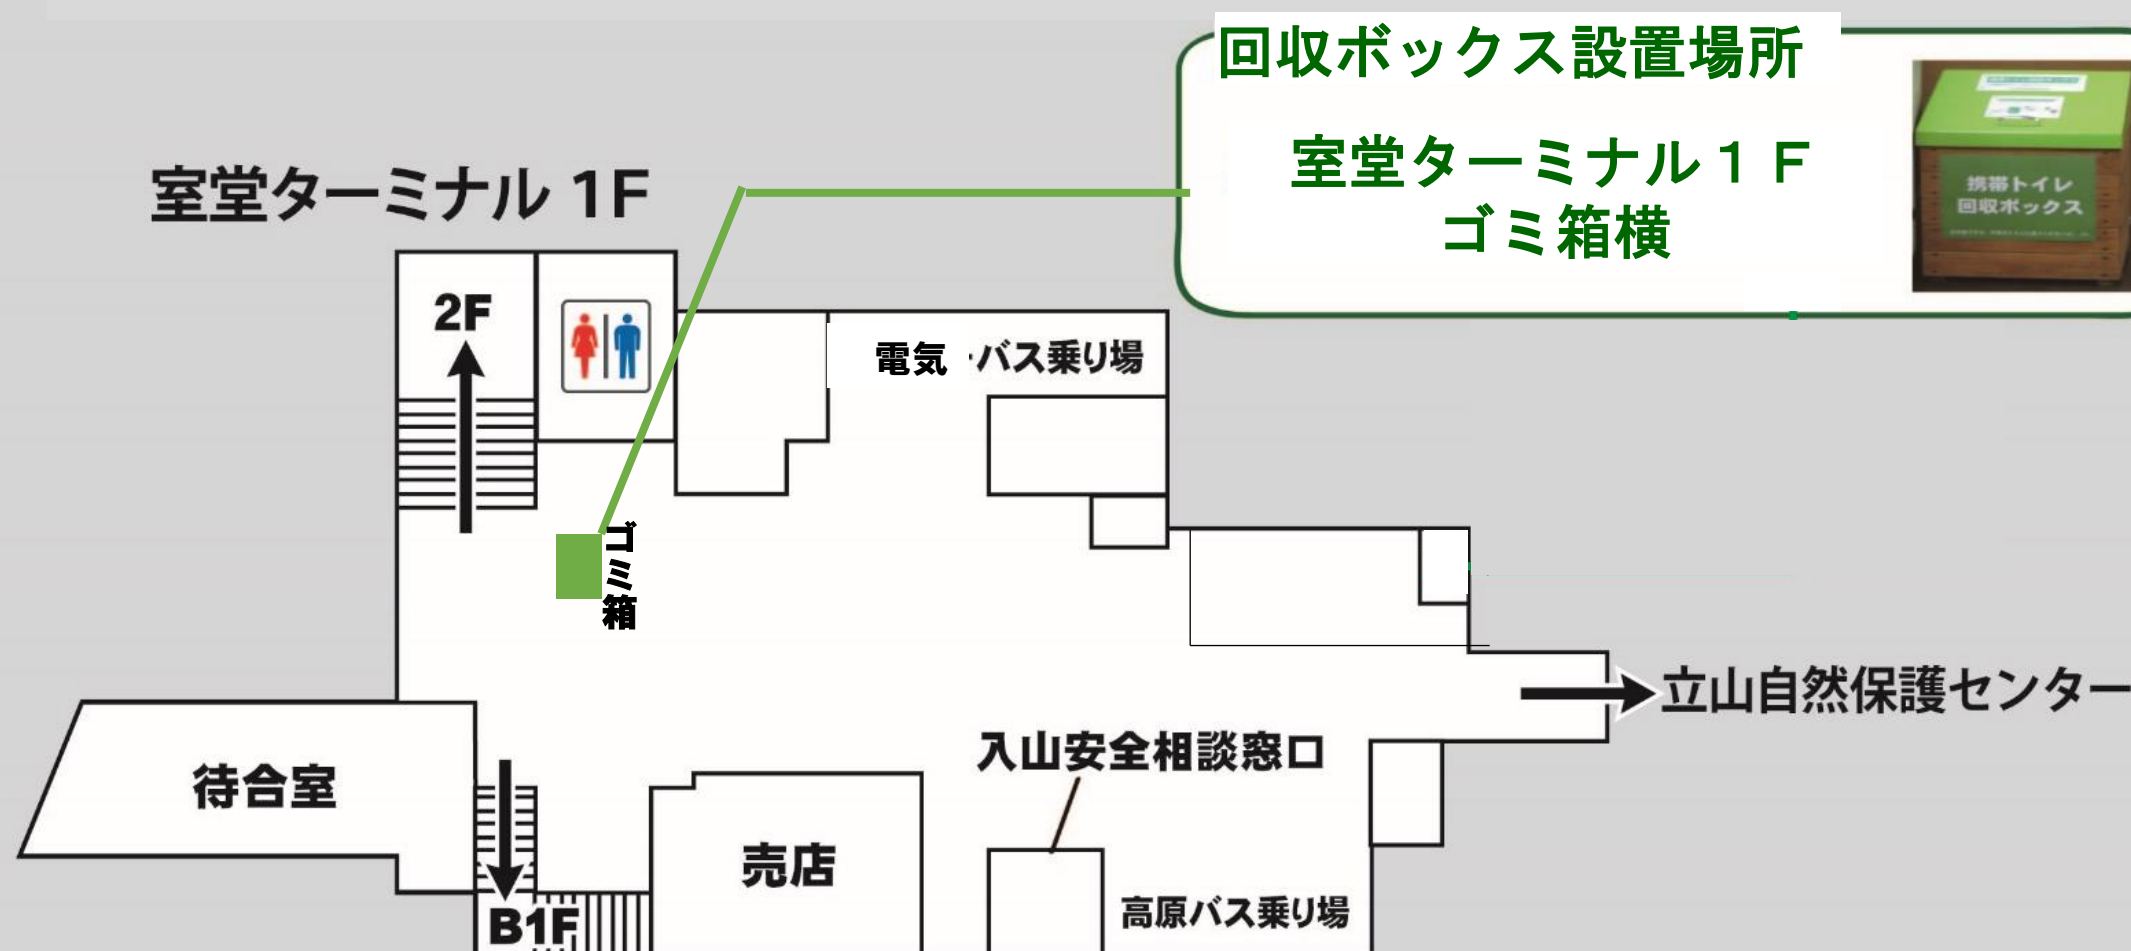 回収ボックス設置場所
室堂ターミナル１Ｆ
ゴミ箱横
携帯トイレ
回収ボックス
室堂ターミナル 1F
2F
電気 バス乗り場
ゴミ箱
立山自然保護センター
入山安全相談窓口
待合室
売店
高原バス乗り場
B1F